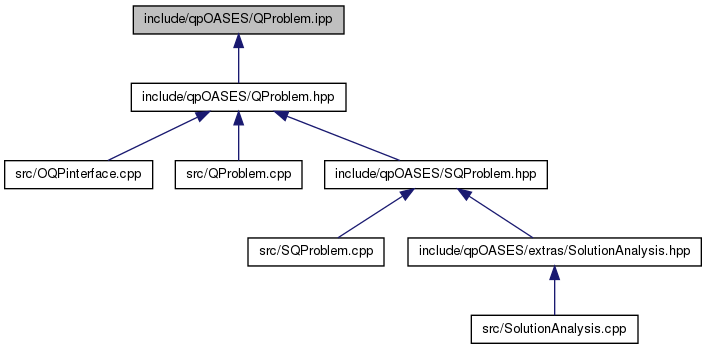 include/qpOASES/QProblem.ipp
include/qpOASES/QProblem.hpp
src/OQPinterface.cpp
src/QProblem.cpp
include/qpOASES/SQProblem.hpp
src/SQProblem.cpp
include/qpOASES/extras/SolutionAnalysis.hpp
src/SolutionAnalysis.cpp